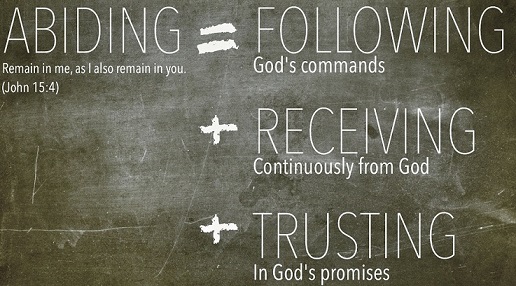 ABIDING = FOLLOWING
Remain in me, as I also remain in you.
(John 15:4)
God's commands
+ RECEIVING
Continuously from God
+ TRUSTING
In God's promises